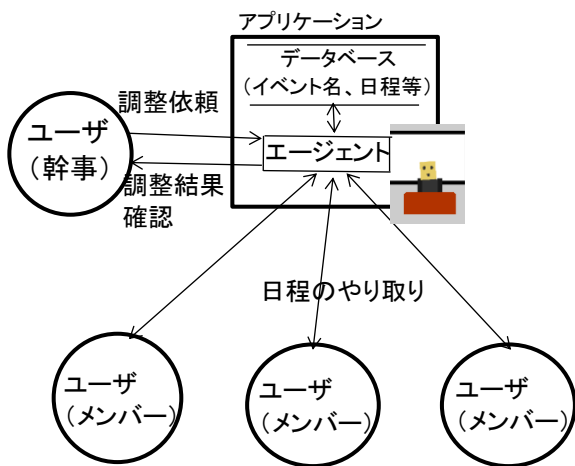 アプリケーション
データベース
(イベント名、日程等)
調整依頼
エージェント
ユーザ
(幹事)
調整結果
確認
日程のやり取り
ユーザ
(メンバー)
ユーザ
(メンバー)
ユーザ
(メンバー)